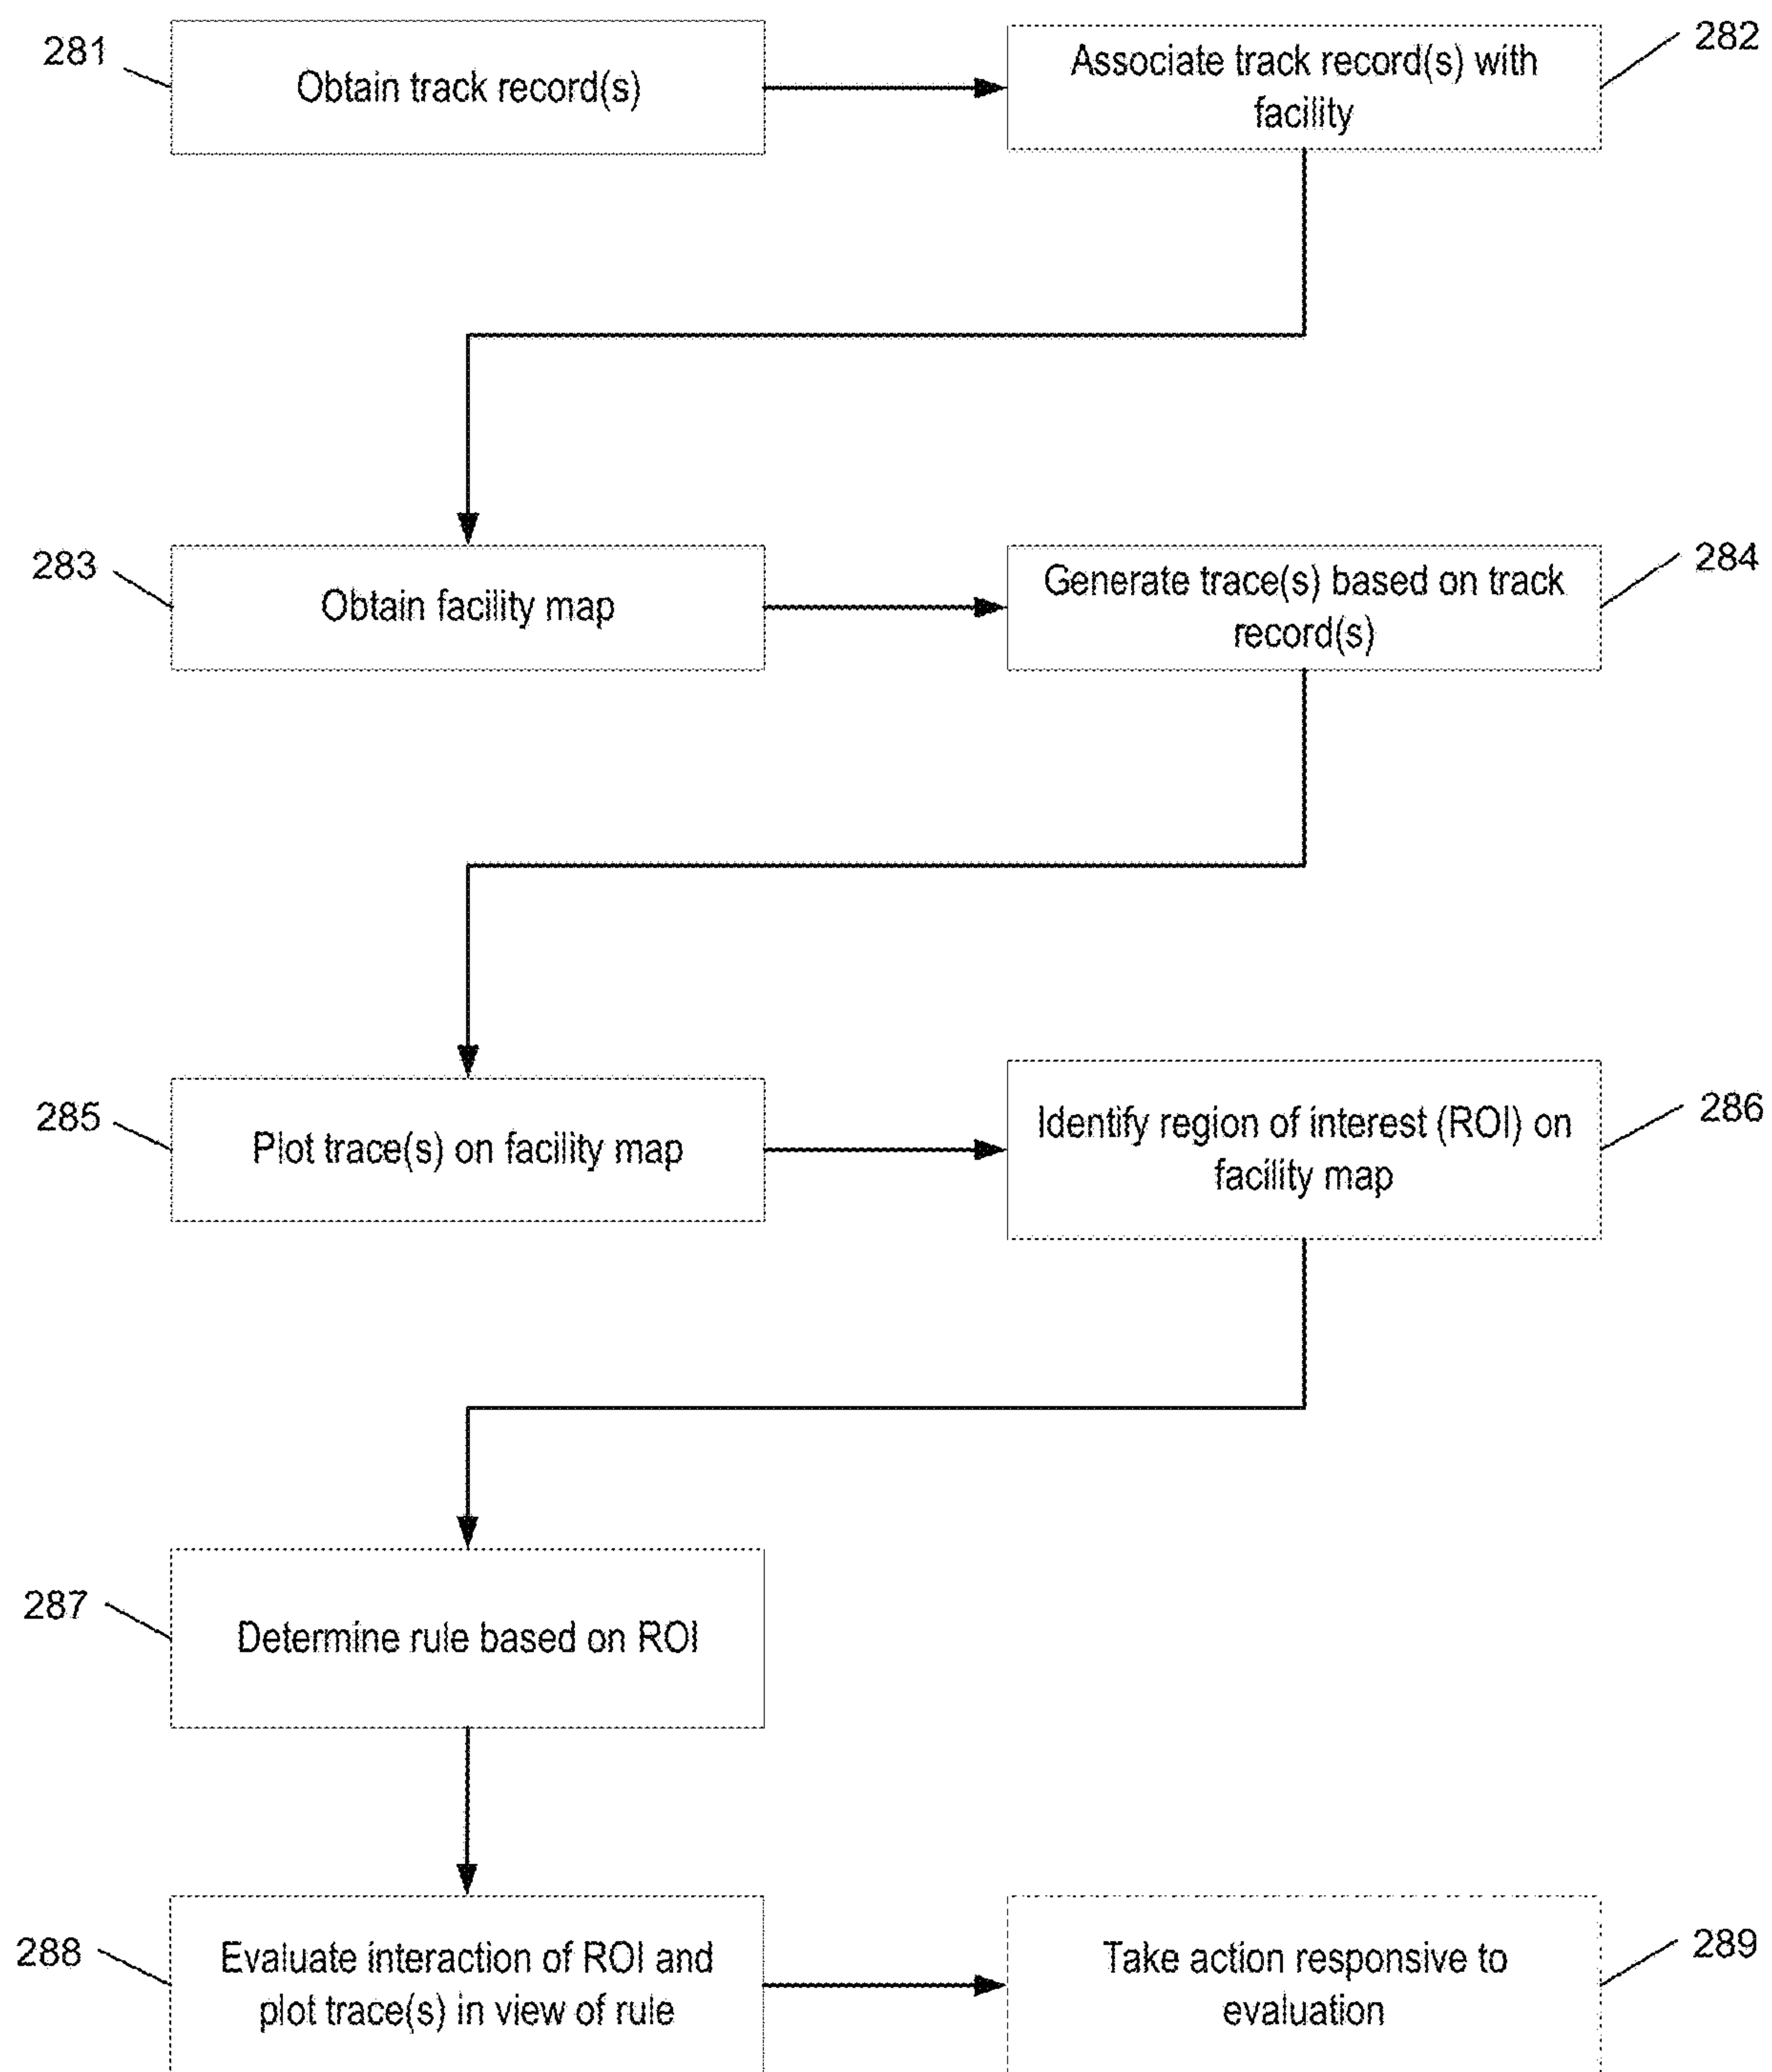 281
Obtain track record(s)
Associate track record(s) with
facility
282
283
Obtain facility map
Generate trace(s) based on track
record(s)
284
285
Plot trace(s) on facility map
Identify region of interest (ROI) on
facility map
286
287
Determine rule based on ROI
288
Evaluate interaction of ROI and
plot trace(s) in view of rule
Take action responsive to
evaluation
289